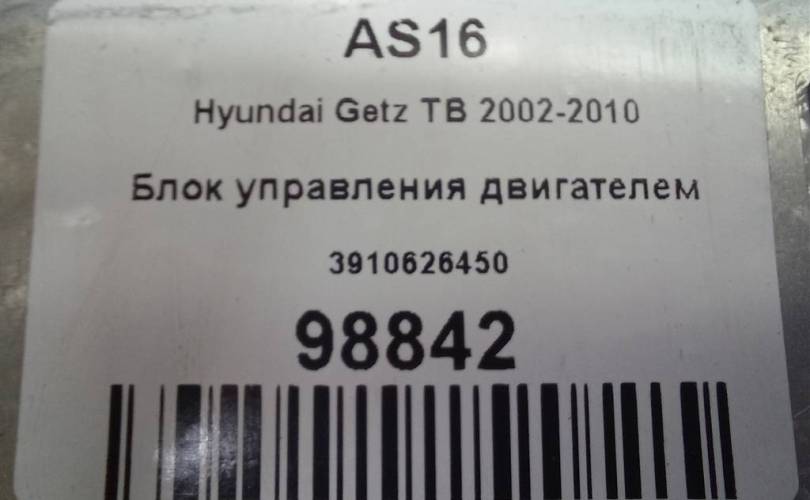 AS16
Hyundai Getz TB 2002-2010
Блок управления двигателем
3910626450
98842